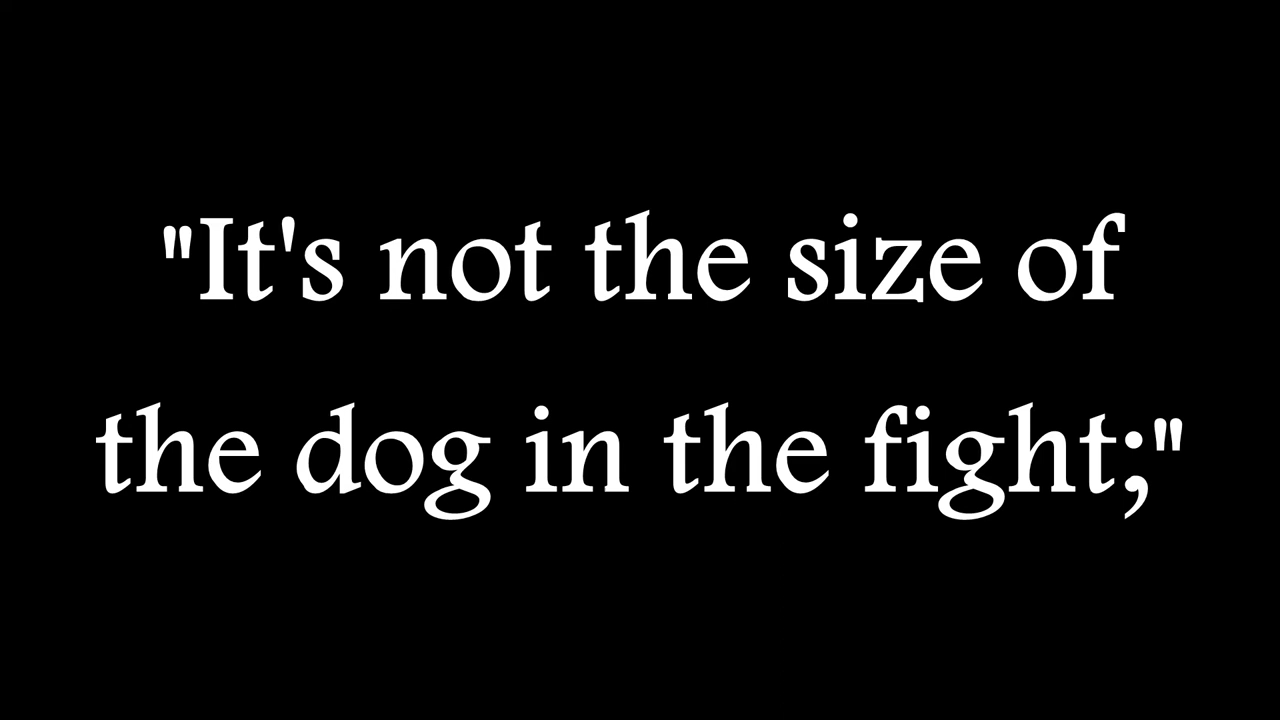 "It's not the size of
the dog in the fight;"